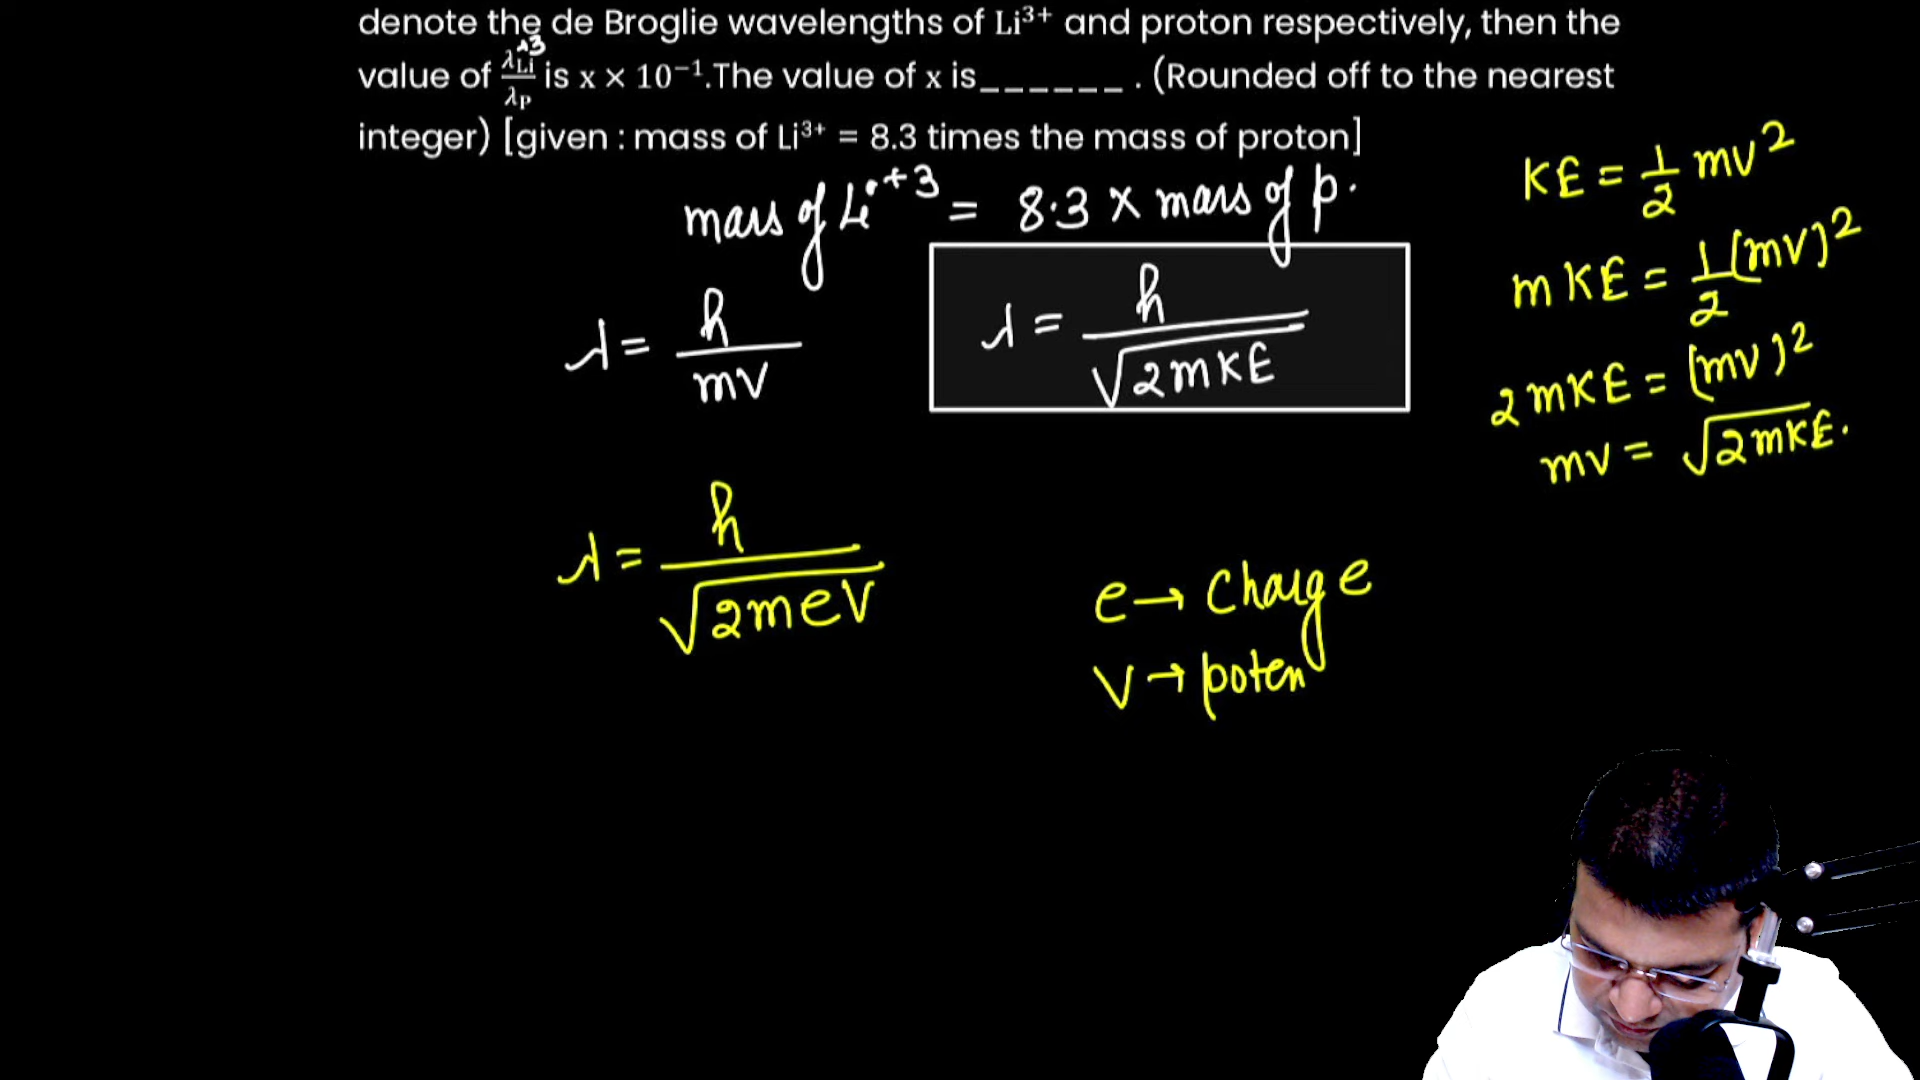 denote the de Broglie wavelengths of Li³⁺ and proton respectively, then the
value of λLi⁺³/λP is x × 10⁻¹.The value of x is______ . (Rounded off to the nearest
integer) [given : mass of Li³⁺ = 8.3 times the mass of proton]
mass of Li⁺³ = 8.3 × mass of p.
λ = h/mv
λ = h/√2mKE
KE = 1/2 mv²
mKE = 1/2 (mv)²
2mKE = (mv)²
mv = √2mKE.
λ = h/√2meV
e → Charge
V → poten